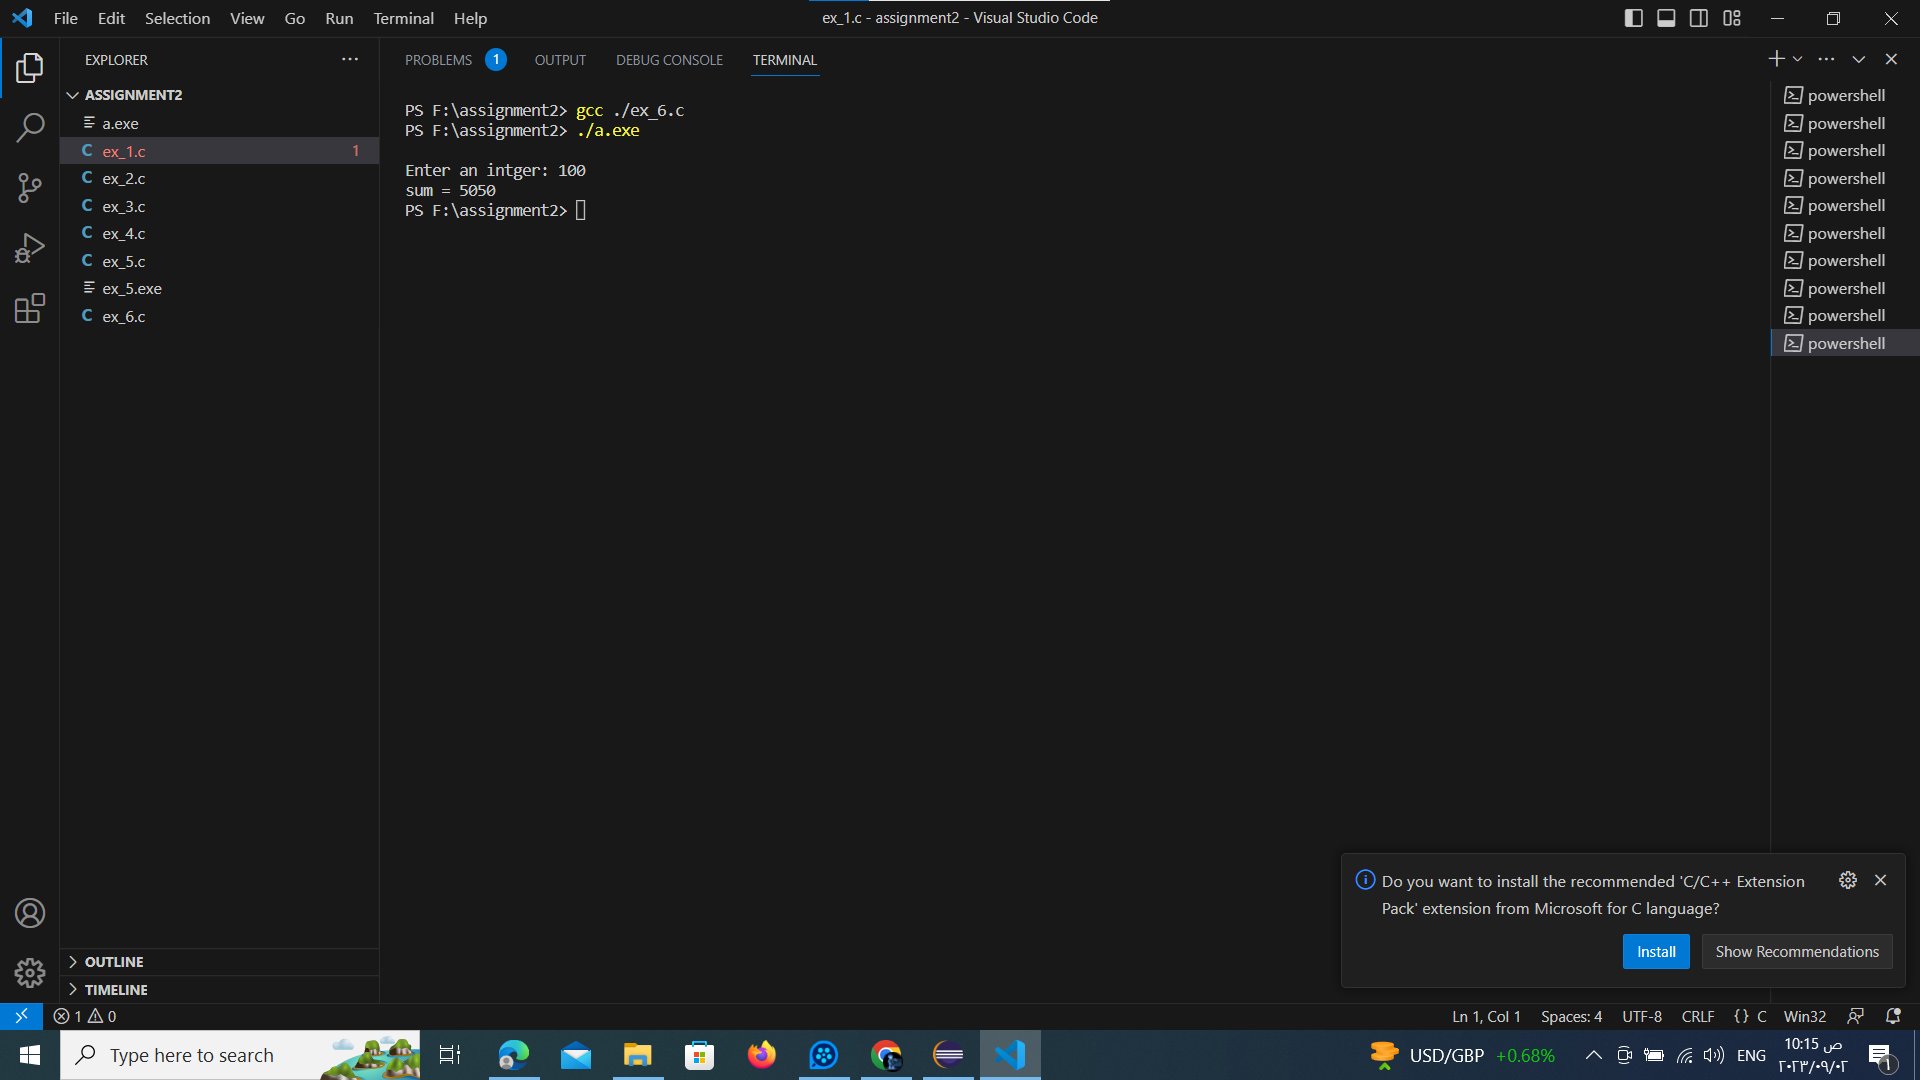 File Edit Selection View Go Run Terminal Help
ex_1.c - assignment2 - Visual Studio Code
EXPLORER
ASSIGNMENT2
a.exe
C ex_1.c 1
C ex_2.c
C ex_3.c
C ex_4.c
C ex_5.c
ex_5.exe
C ex_6.c
OUTLINE
TIMELINE
PROBLEMS 1 OUTPUT DEBUG CONSOLE TERMINAL
PS F:\assignment2> gcc ./ex_6.c
PS F:\assignment2> ./a.exe
Enter an intger: 100
sum = 5050
PS F:\assignment2>
powershell
powershell
powershell
powershell
powershell
powershell
powershell
powershell
powershell
powershell
Do you want to install the recommended 'C/C++ Extension
Pack' extension from Microsoft for C language?
Install Show Recommendations
1 0 Ln 1, Col 1 Spaces: 4 UTF-8 CRLF {} C Win32
Type here to search USD/GBP +0.68% ENG
10:15 ص
٢٠٢٣/٠٩/٠٢
١